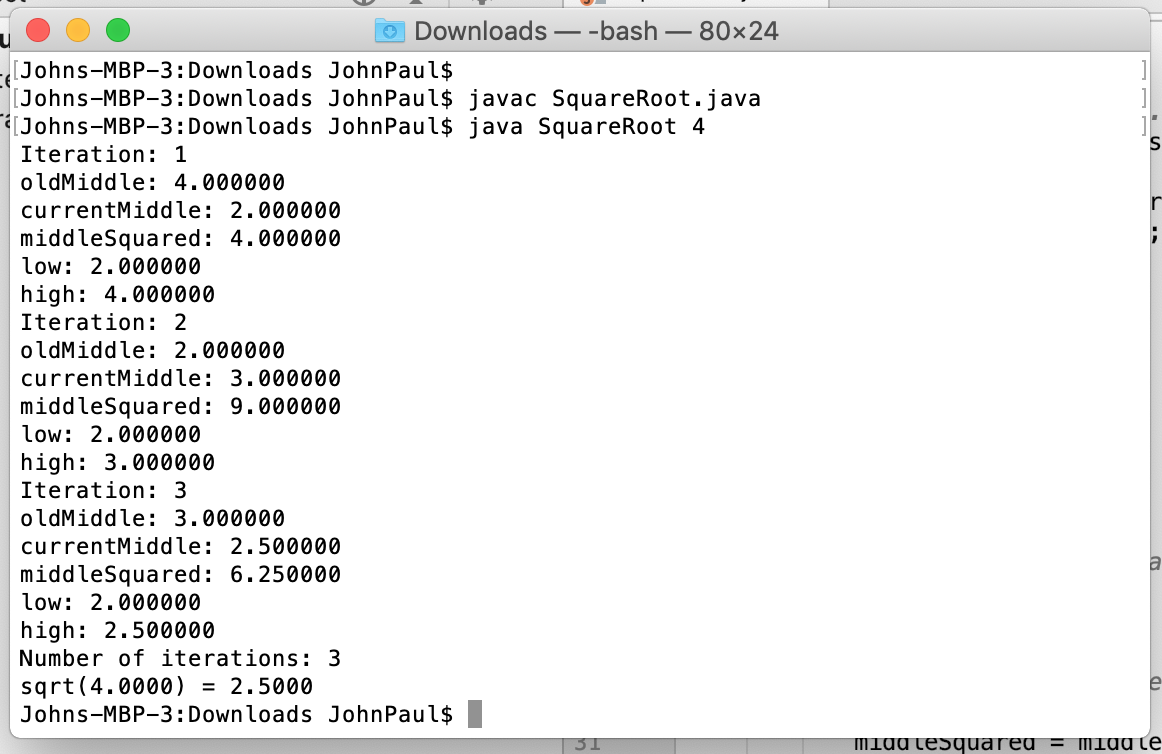 Downloads — -bash — 80×24
[Johns-MBP-3:Downloads JohnPaul$ ]
[Johns-MBP-3:Downloads JohnPaul$ javac SquareRoot.java ]
[Johns-MBP-3:Downloads JohnPaul$ java SquareRoot 4 ]
Iteration: 1
oldMiddle: 4.000000
currentMiddle: 2.000000
middleSquared: 4.000000
low: 2.000000
high: 4.000000
Iteration: 2
oldMiddle: 2.000000
currentMiddle: 3.000000
middleSquared: 9.000000
low: 2.000000
high: 3.000000
Iteration: 3
oldMiddle: 3.000000
currentMiddle: 2.500000
middleSquared: 6.250000
low: 2.000000
high: 2.500000
Number of iterations: 3
sqrt(4.0000) = 2.5000
Johns-MBP-3:Downloads JohnPaul$
31 middleSquared = middle